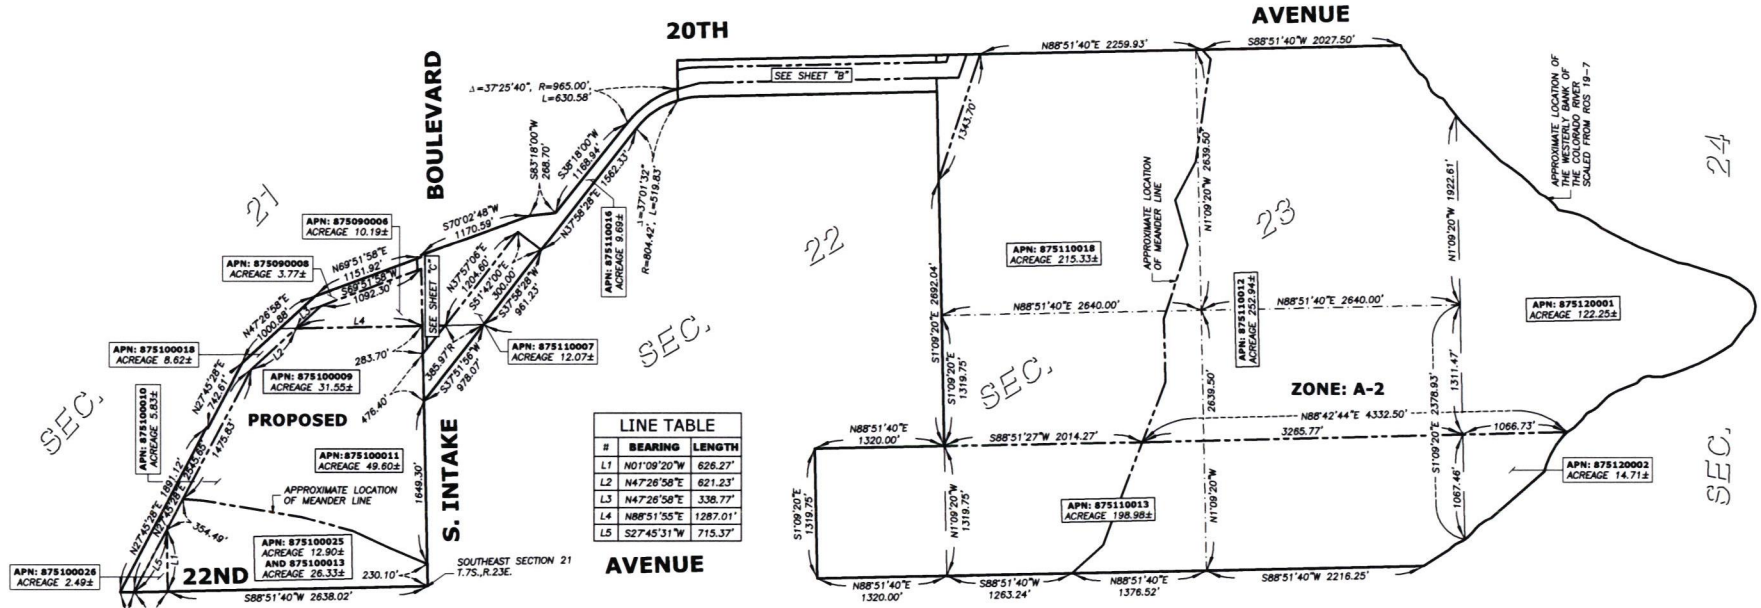 20TH
AVENUE
BOULEVARD
N88°51'40"E 2259.93'
S88°51'40"W 2027.50'
SEE SHEET "B"
Δ=37°25'40", R=965.00'
L=630.58'
S83°18'00"W
268.70'
S38°18'00"W
1168.94'
N37°58'28"E 1562.33'
Δ=37°01'32"
R=804.42', L=519.83'
1343.70'
APPROXIMATE LOCATION
OF MEANDER LINE
N1°09'20"W 2639.50'
APPROXIMATE LOCATION OF
THE WESTERLY BANK OF
THE COLORADO RIVER
SCALED FROM ROS 19-7
N1°09'20"W 1922.61'
24
21
22
23
APN: 875090006
ACREAGE 10.19±
S70°02'48"W
1170.59'
APN: 875090008
ACREAGE 3.77±
N69°51'58"E
1151.92'
S69°51'58"W
1092.30'
SEE SHEET "C"
N37°57'06"E
1204.60'
S51°42'00"E
300.00'
S37°58'28"W
961.23'
APN: 875110016
ACREAGE 9.69±
APN: 875110018
ACREAGE 215.33±
N88°51'40"E 2640.00'
N88°51'40"E 2640.00'
APN: 875120001
ACREAGE 122.25±
S1°09'20"E 2692.04'
N47°26'58"E
1000.88'
L3
L4
L2
APN: 875100018
ACREAGE 8.62±
283.70'
385.97'R
APN: 875110007
ACREAGE 12.07±
SEC.
APN: 875110012
ACREAGE 252.94±
APN: 875100009
ACREAGE 31.55±
S37°51'56"W
978.07'
SEC.
S1°09'20"E
1319.75'
2639.50'
ZONE: A-2
S1°09'20"E 2378.93'
1311.47'
SEC.
N27°45'28"E
742.61'
APN: 875100010
ACREAGE 5.83±
PROPOSED
476.40'
1475.63'
N88°42'44"E 4332.50'
N88°51'40"E
1320.00'
S88°51'27"W 2014.27'
3265.77'
1066.73'
APN:875100011
ACREAGE 49.60±
1649.30'
S. INTAKE
LINE TABLE
# BEARING LENGTH
L1 N01°09'20"W 626.27'
L2 N47°26'58"E 621.23'
L3 N47°26'58"E 338.77'
L4 N88°51'55"E 1287.01'
L5 S27°45'31"W 715.37'
APN: 875120002
ACREAGE 14.71±
SEC.
N27°45'28"E 1891.12'
N27°45'28"E 2545.65'
APPROXIMATE LOCATION
OF MEANDER LINE
354.49'
S1°09'20"E
1319.75'
N1°09'20"W
1319.75'
APN: 875110013
ACREAGE 198.98±
N1°09'20"W
1067.46'
APN: 875100025
ACREAGE 12.90±
AND 875100013
ACREAGE 26.33±
230.10'
SOUTHEAST SECTION 21
T.7S.,R.23E.
AVENUE
APN: 875100026
ACREAGE 2.49±
L5
L1
22ND
S88°51'40"W 2638.02'
N88°51'40"E
1320.00'
S88°51'40"W
1263.24'
N88°51'40"E
1376.52'
S88°51'40"W 2216.25'